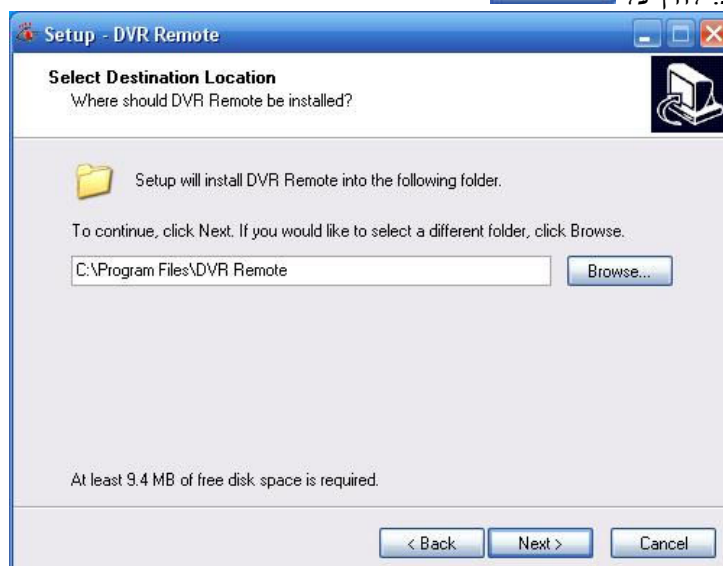 לחץ על
Setup - DVR Remote
Select Destination Location
Where should DVR Remote be installed?
Setup will install DVR Remote into the following folder.
To continue, click Next. If you would like to select a different folder, click Browse.
C:\Program Files\DVR Remote
Browse...
At least 9.4 MB of free disk space is required.
< Back
Next >
Cancel